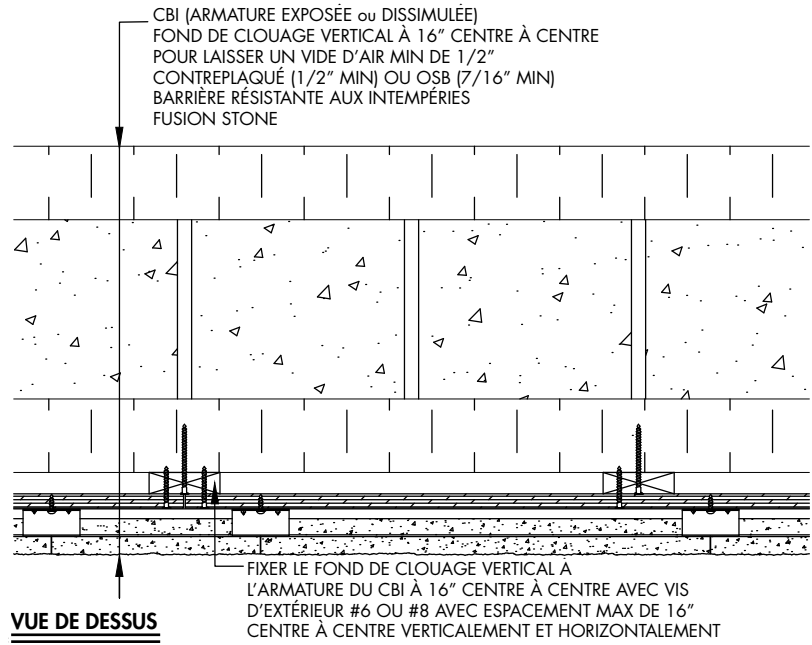 CBI (ARMATURE EXPOSÉE ou DISSIMULÉE)
FOND DE CLOUAGE VERTICAL À 16” CENTRE À CENTRE
POUR LAISSER UN VIDE D’AIR MIN DE 1/2”
CONTREPLAQUÉ (1/2” MIN) OU OSB (7/16” MIN)
BARRIÈRE RÉSISTANTE AUX INTEMPÉRIES
FUSION STONE
FIXER LE FOND DE CLOUAGE VERTICAL À
L’ARMATURE DU CBI À 16” CENTRE À CENTRE AVEC VIS
D’EXTÉRIEUR #6 OU #8 AVEC ESPACEMENT MAX DE 16”
CENTRE À CENTRE VERTICALEMENT ET HORIZONTALEMENT
VUE DE DESSUS